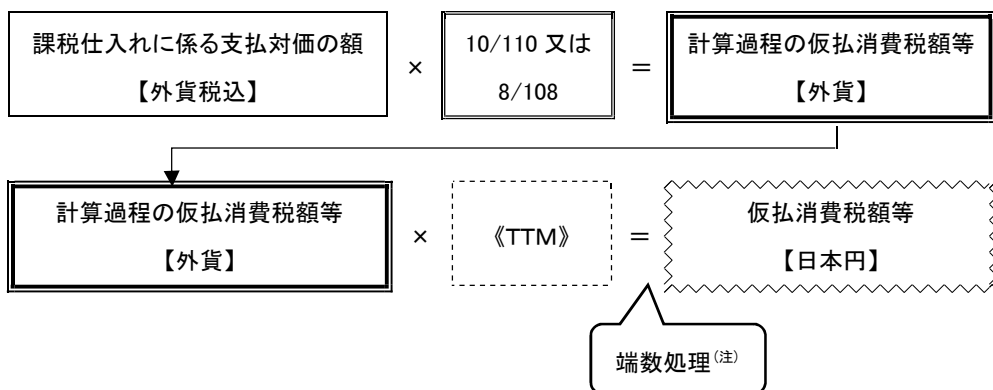 課税仕入れに係る支払対価の額
【外貨税込】
×
10/110 又は
8/108
＝
計算過程の仮払消費税額等
【外貨】
計算過程の仮払消費税額等
【外貨】
×
《TTM》
＝
仮払消費税額等
【日本円】
端数処理(注)